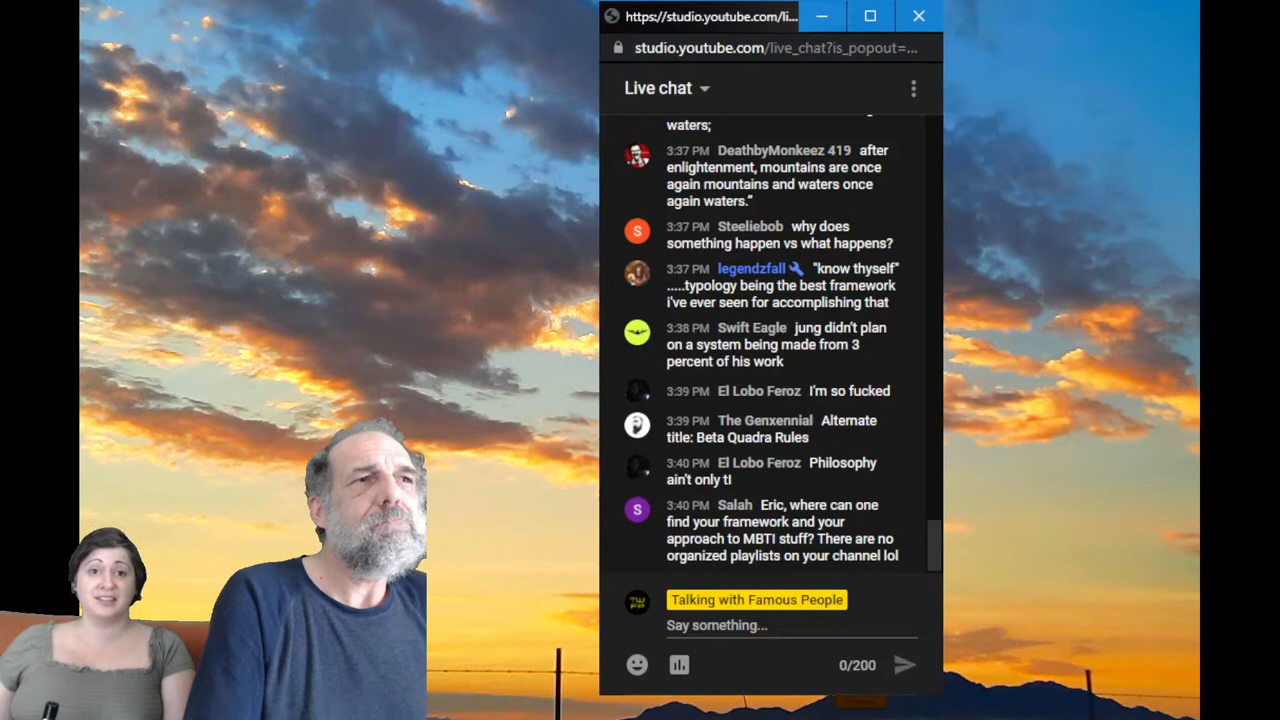 https://studio.youtube.com/li...
studio.youtube.com/live_chat?is_popout=...
Live chat
waters;
3:37 PM DeathbyMonkeez 419 after
enlightenment, mountains are once
again mountains and waters once
again waters."
S
3:37 PM Steeliebob why does
something happen vs what happens?
3:37 PM legendzfall "know thyself"
.....typology being the best framework
i've ever seen for accomplishing that
3:38 PM Swift Eagle jung didn't plan
on a system being made from 3
percent of his work
3:39 PM El Lobo Feroz I'm so fucked
3:39 PM The Genxennial Alternate
title: Beta Quadra Rules
3:40 PM El Lobo Feroz Philosophy
ain't only tI
S
3:40 PM Salah Eric, where can one
find your framework and your
approach to MBTI stuff? There are no
organized playlists on your channel lol
TWFP
Talking with Famous People
Say something...
0/200